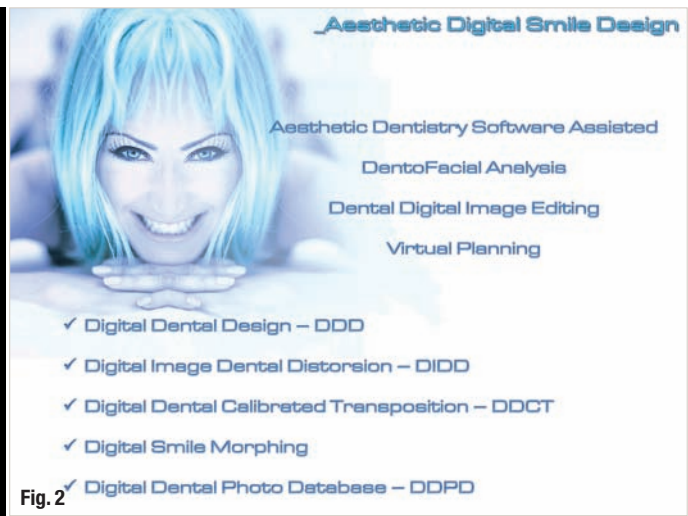 _Aesthetic Digital Smile Design
Aesthetic Dentistry Software Assisted
DentoFacial Analysis
Dental Digital Image Editing
Virtual Planning
✓ Digital Dental Design – DDD
✓ Digital Image Dental Distorsion – DIDD
✓ Digital Dental Calibrated Transposition – DDCT
✓ Digital Smile Morphing
✓ Digital Dental Photo Database – DDPD
Fig. 2